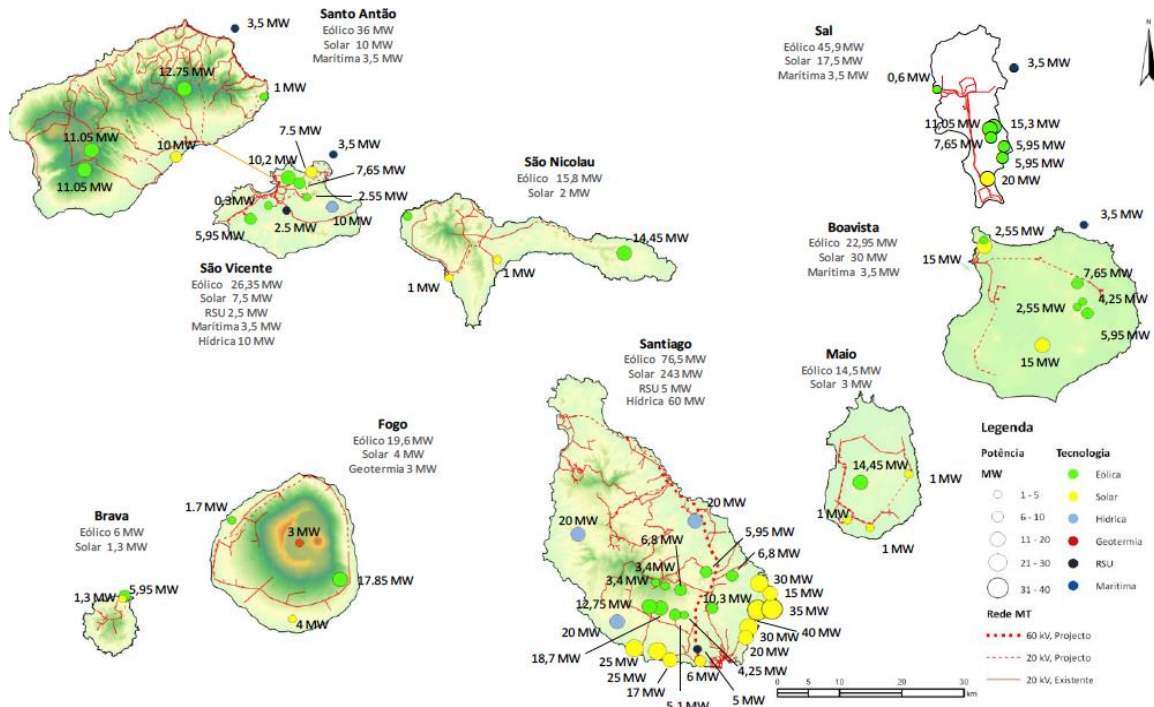 Santo Antão
Eólico 36 MW
Solar 10 MW
Marítima 3,5 MW
3,5 MW
12.75 MW
1 MW
11.05 MW
11.05 MW
10 MW
7.5 MW
3,5 MW
10,2 MW
7,65 MW
2.55 MW
0,3 MW
10 MW
5,95 MW
2.5 MW
São Vicente
Eólico 26,35 MW
Solar 7,5 MW
RSU 2,5 MW
Marítima 3,5 MW
Hídrica 10 MW
São Nicolau
Eólico 15,8 MW
Solar 2 MW
14,45 MW
1 MW
1 MW
Sal
Eólico 45,9 MW
Solar 17,5 MW
Marítima 3,5 MW
3,5 MW
0,6 MW
11,05 MW
15,3 MW
7,65 MW
5,95 MW
5,95 MW
20 MW
Boavista
Eólico 22,95 MW
Solar 30 MW
Marítima 3,5 MW
3,5 MW
2,55 MW
15 MW
7,65 MW
4,25 MW
2,55 MW
5,95 MW
15 MW
Santiago
Eólico 76,5 MW
Solar 243 MW
RSU 5 MW
Hídrica 60 MW
20 MW
20 MW
5,95 MW
6,8 MW
6,8 MW
3,4 MW
3,4 MW
30 MW
15 MW
12,75 MW
10,3 MW
35 MW
40 MW
20 MW
30 MW
18,7 MW
20 MW
25 MW
4,25 MW
25 MW
6 MW
17 MW
5 MW
5,1 MW
Maio
Eólico 14,5 MW
Solar 3 MW
14,45 MW
1 MW
1 MW
1 MW
Fogo
Eólico 19,6 MW
Solar 4 MW
Geotermia 3 MW
1.7 MW
3 MW
17.85 MW
4 MW
Brava
Eólico 6 MW
Solar 1,3 MW
5,95 MW
1,3 MW
Legenda
Potência
Tecnologia
MW
1 - 5
6 - 10
11 - 20
21 - 30
31 - 40
Eólica
Solar
Hídrica
Geotermia
RSU
Marítima
Rede MT
60 kV, Projecto
20 kV, Projecto
20 kV, Existente
0 10 20 30
km